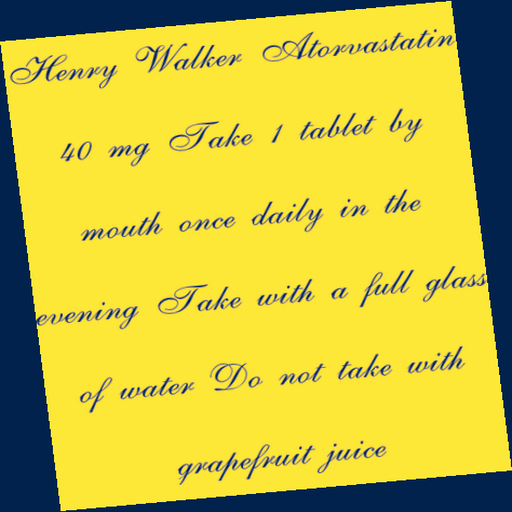 Henry Walker Atorvastatin
40 mg Take 1 tablet by
mouth once daily in the
evening Take with a full glass
of water Do not take with
grapefruit juice